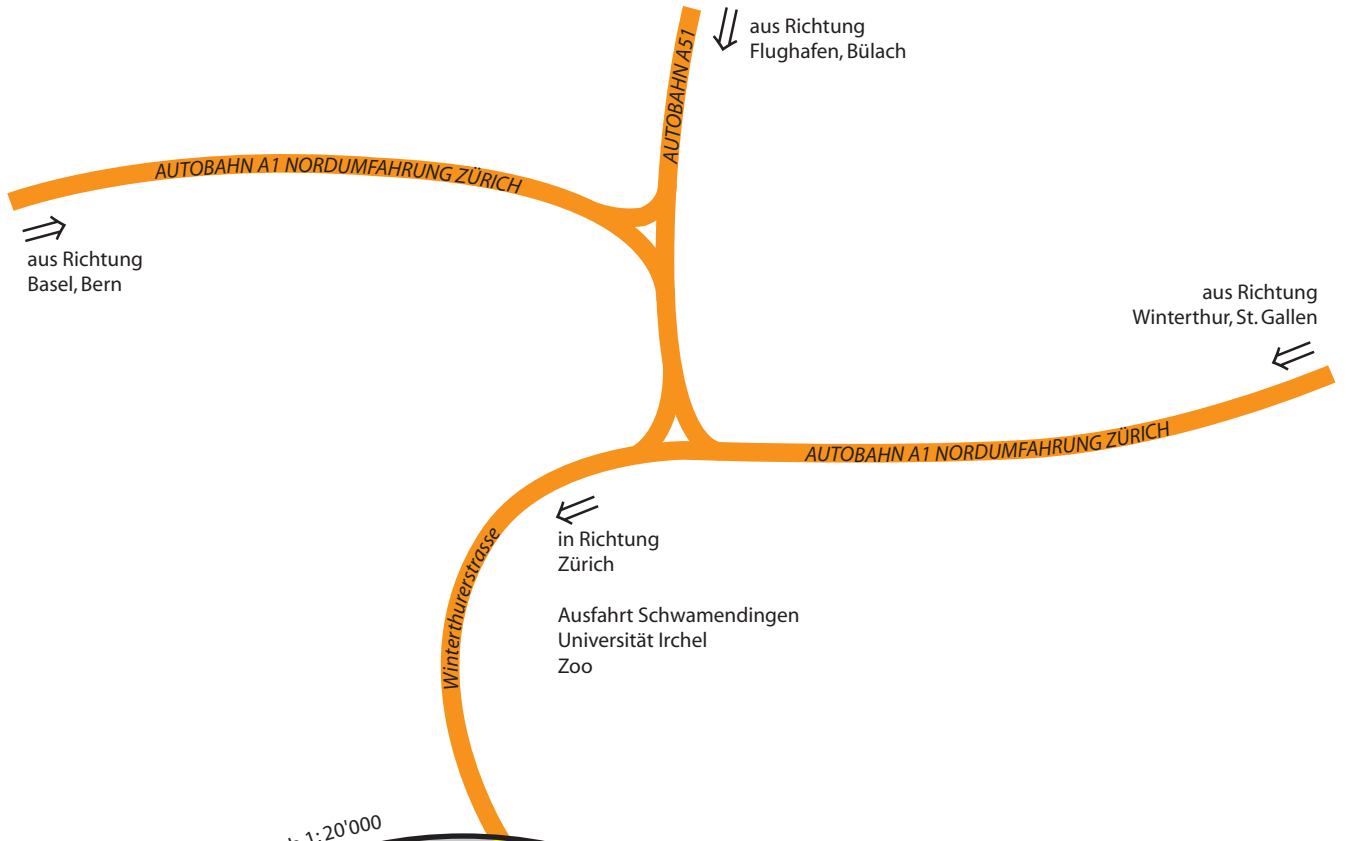 aus Richtung
Flughafen, Bülach
AUTOBAHN A51
AUTOBAHN A1 NORDUMFAHRUNG ZÜRICH
aus Richtung
Basel, Bern
aus Richtung
Winterthur, St. Gallen
AUTOBAHN A1 NORDUMFAHRUNG ZÜRICH
Winterthurerstrasse
in Richtung
Zürich
Ausfahrt Schwamendingen
Universität Irchel
Zoo
1:20'000